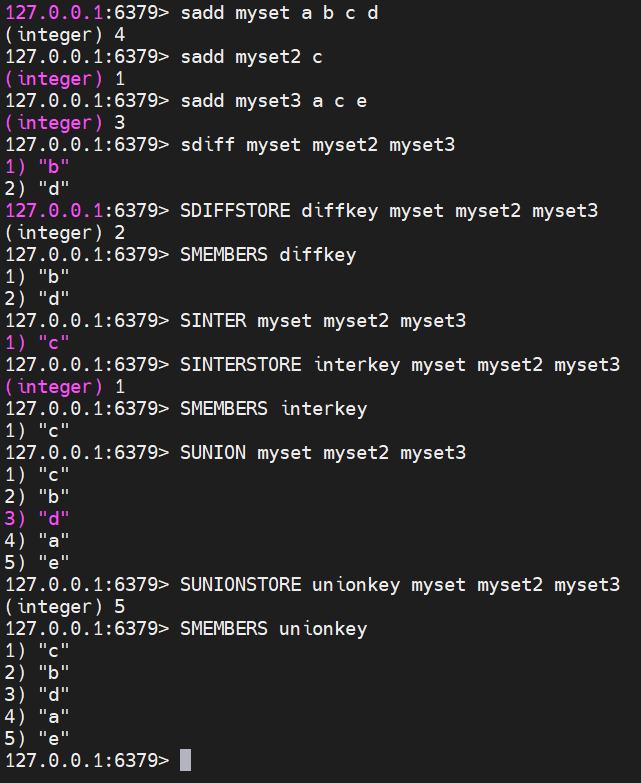 127.0.0.1:6379> sadd myset a b c d
(integer) 4
127.0.0.1:6379> sadd myset2 c
(integer) 1
127.0.0.1:6379> sadd myset3 a c e
(integer) 3
127.0.0.1:6379> sdiff myset myset2 myset3
1) "b"
2) "d"
127.0.0.1:6379> SDIFFSTORE diffkey myset myset2 myset3
(integer) 2
127.0.0.1:6379> SMEMBERS diffkey
1) "b"
2) "d"
127.0.0.1:6379> SINTER myset myset2 myset3
1) "c"
127.0.0.1:6379> SINTERSTORE interkey myset myset2 myset3
(integer) 1
127.0.0.1:6379> SMEMBERS interkey
1) "c"
127.0.0.1:6379> SUNION myset myset2 myset3
1) "c"
2) "b"
3) "d"
4) "a"
5) "e"
127.0.0.1:6379> SUNIONSTORE unionkey myset myset2 myset3
(integer) 5
127.0.0.1:6379> SMEMBERS unionkey
1) "c"
2) "b"
3) "d"
4) "a"
5) "e"
127.0.0.1:6379>